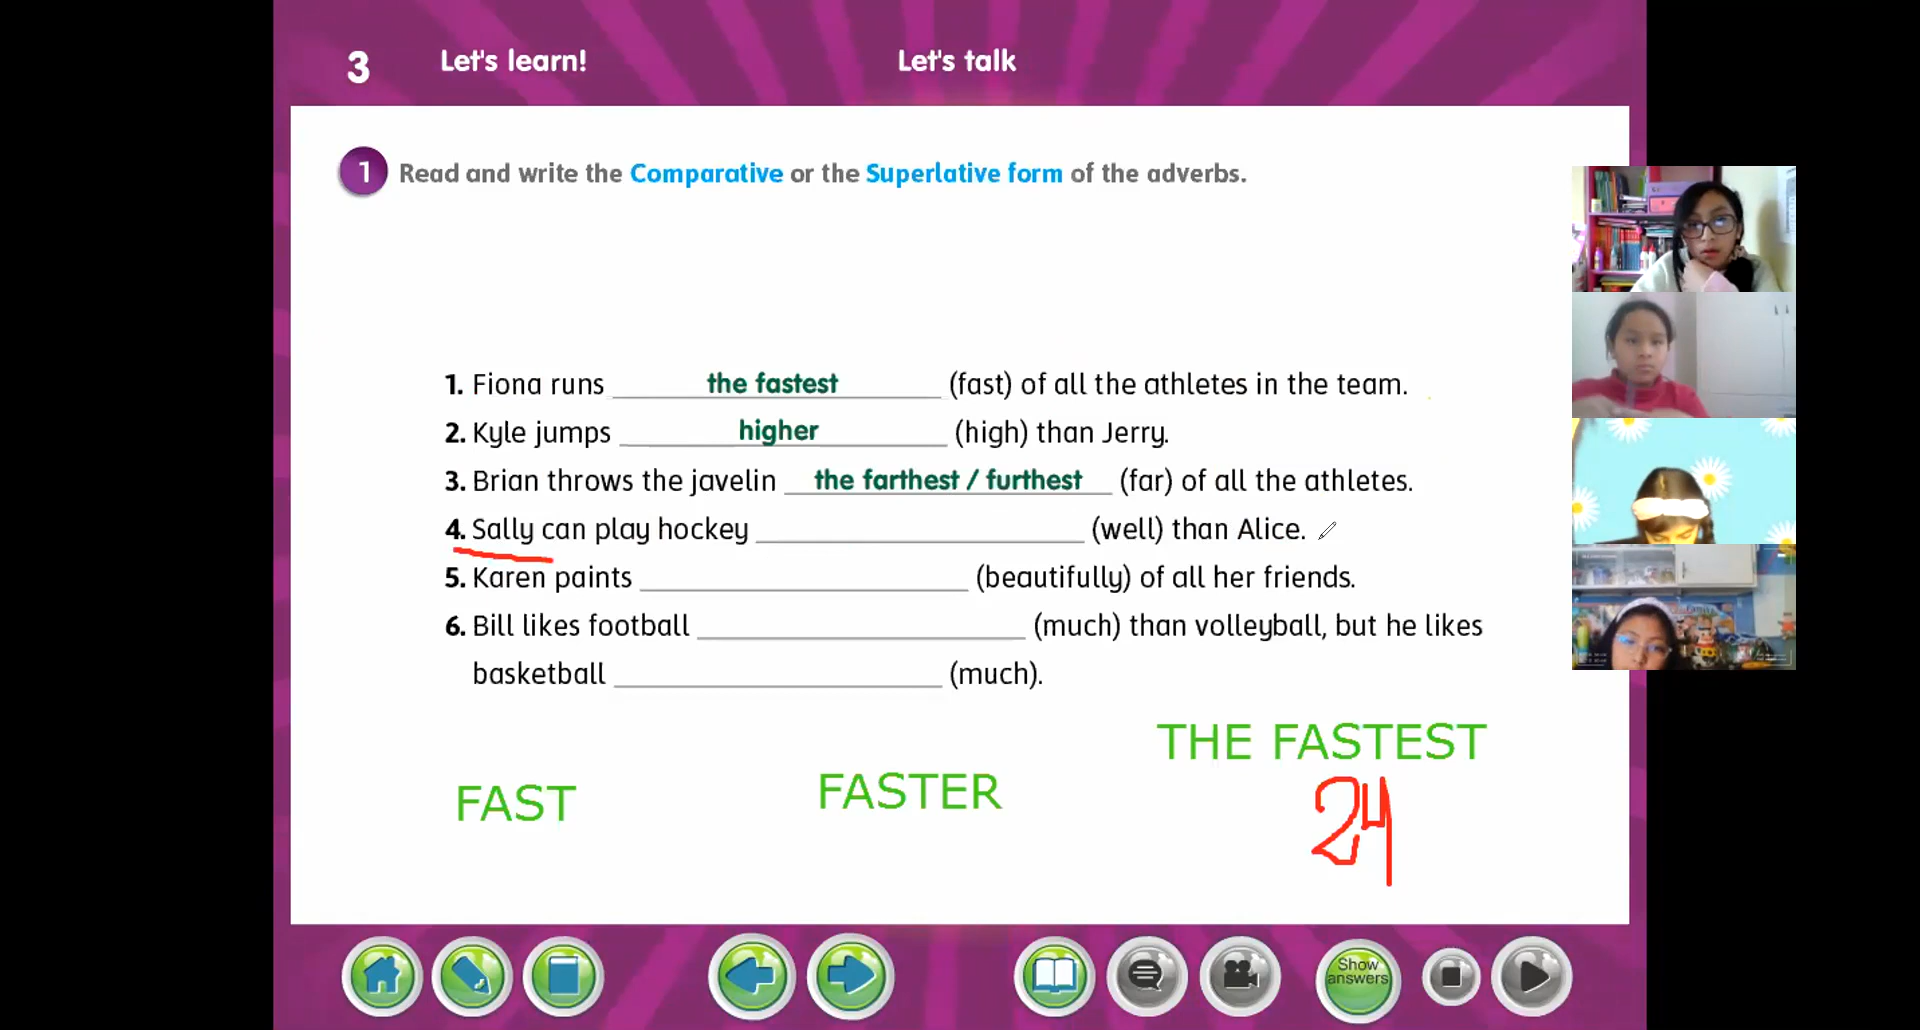 3 Let's learn! Let's talk
1 Read and write the Comparative or the Superlative form of the adverbs.
1. Fiona runs the fastest (fast) of all the athletes in the team.
2. Kyle jumps higher (high) than Jerry.
3. Brian throws the javelin the farthest / furthest (far) of all the athletes.
4. Sally can play hockey (well) than Alice.
5. Karen paints (beautifully) of all her friends.
6. Bill likes football (much) than volleyball, but he likes
basketball (much).
THE FASTEST
FAST FASTER
24
Show
answers